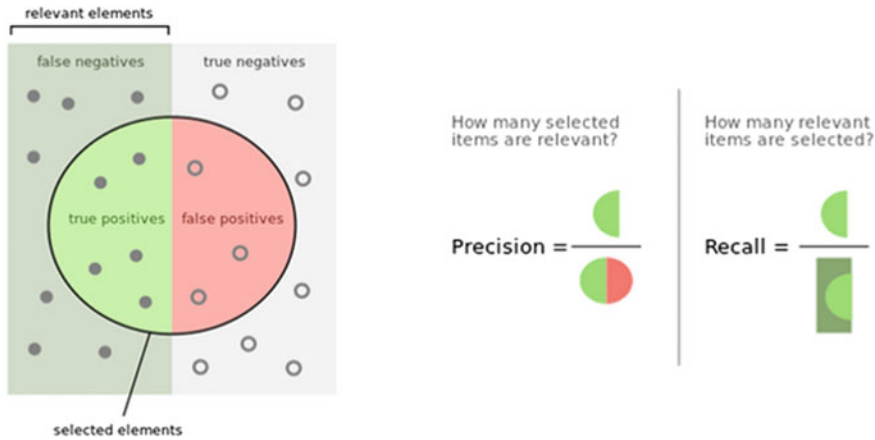 relevant elements
false negatives
true negatives
true positives
false positives
selected elements
How many selected
items are relevant?
Precision =
How many relevant
items are selected?
Recall =